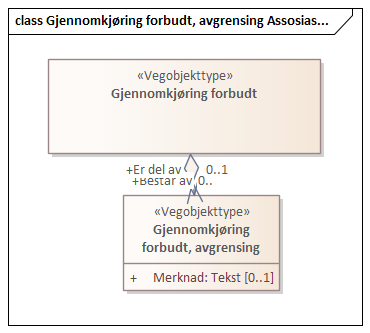 class Gjennomkjøring forbudt, avgrensing Assosias...
«Vegobjekttype»
Gjennomkjøring forbudt
+Er del av 0..1
+Består av 0..
«Vegobjekttype»
Gjennomkjøring
forbudt, avgrensing
+ Merknad: Tekst [0..1]